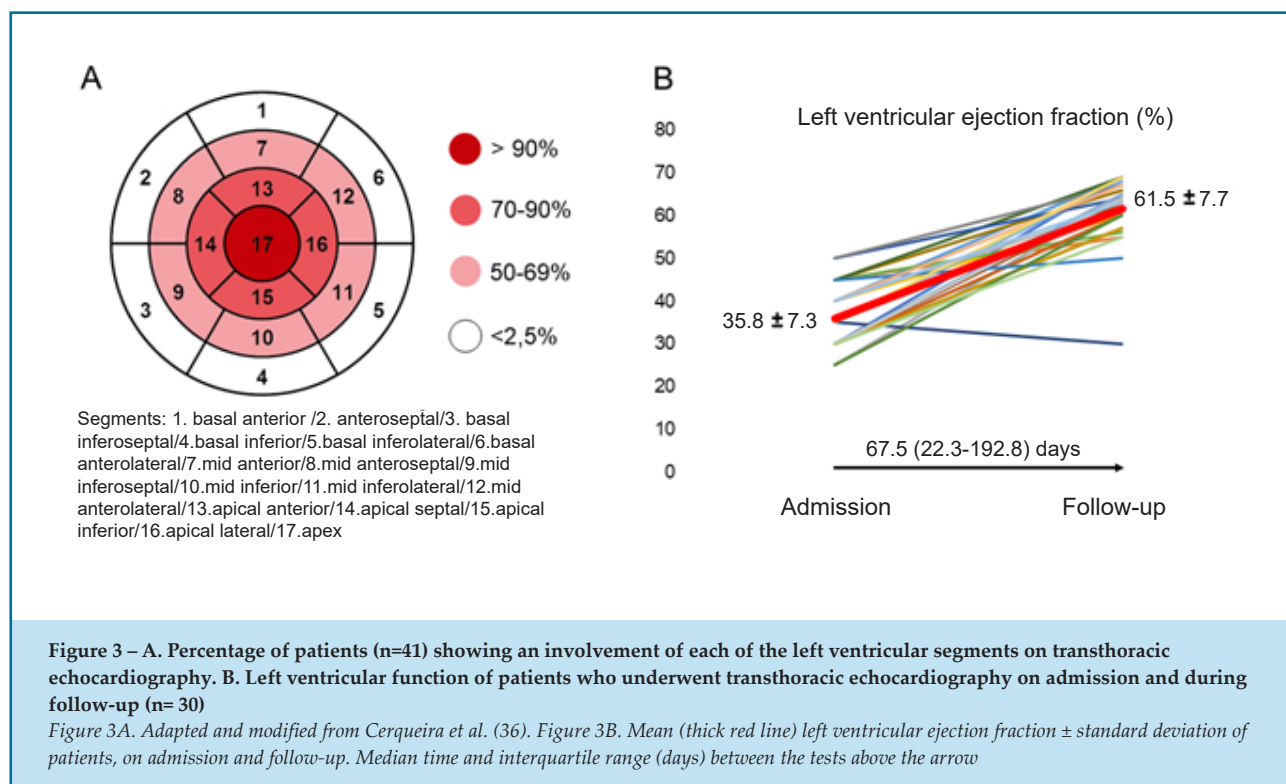 A
1
2
3
4
5
6
7
8
9
10
11
12
13
14
15
16
17
> 90%
70-90%
50-69%
<2,5%
Segments: 1. basal anterior /2. anteroseptal/3. basal
inferoseptal/4.basal inferior/5.basal inferolateral/6.basal
anterolateral/7.mid anterior/8.mid anteroseptal/9.mid
inferoseptal/10.mid inferior/11.mid inferolateral/12.mid
anterolateral/13.apical anterior/14.apical septal/15.apical
inferior/16.apical lateral/17.apex
B
Left ventricular ejection fraction (%)
80
70
60
50
40
30
20
10
0
35.8 ±7.3
61.5 ±7.7
67.5 (22.3-192.8) days
Admission
Follow-up
Figure 3 – A. Percentage of patients (n=41) showing an involvement of each of the left ventricular segments on transthoracic
echocardiography. B. Left ventricular function of patients who underwent transthoracic echocardiography on admission and during
follow-up (n= 30)
Figure 3A. Adapted and modified from Cerqueira et al. (36). Figure 3B. Mean (thick red line) left ventricular ejection fraction ± standard deviation of
patients, on admission and follow-up. Median time and interquartile range (days) between the tests above the arrow